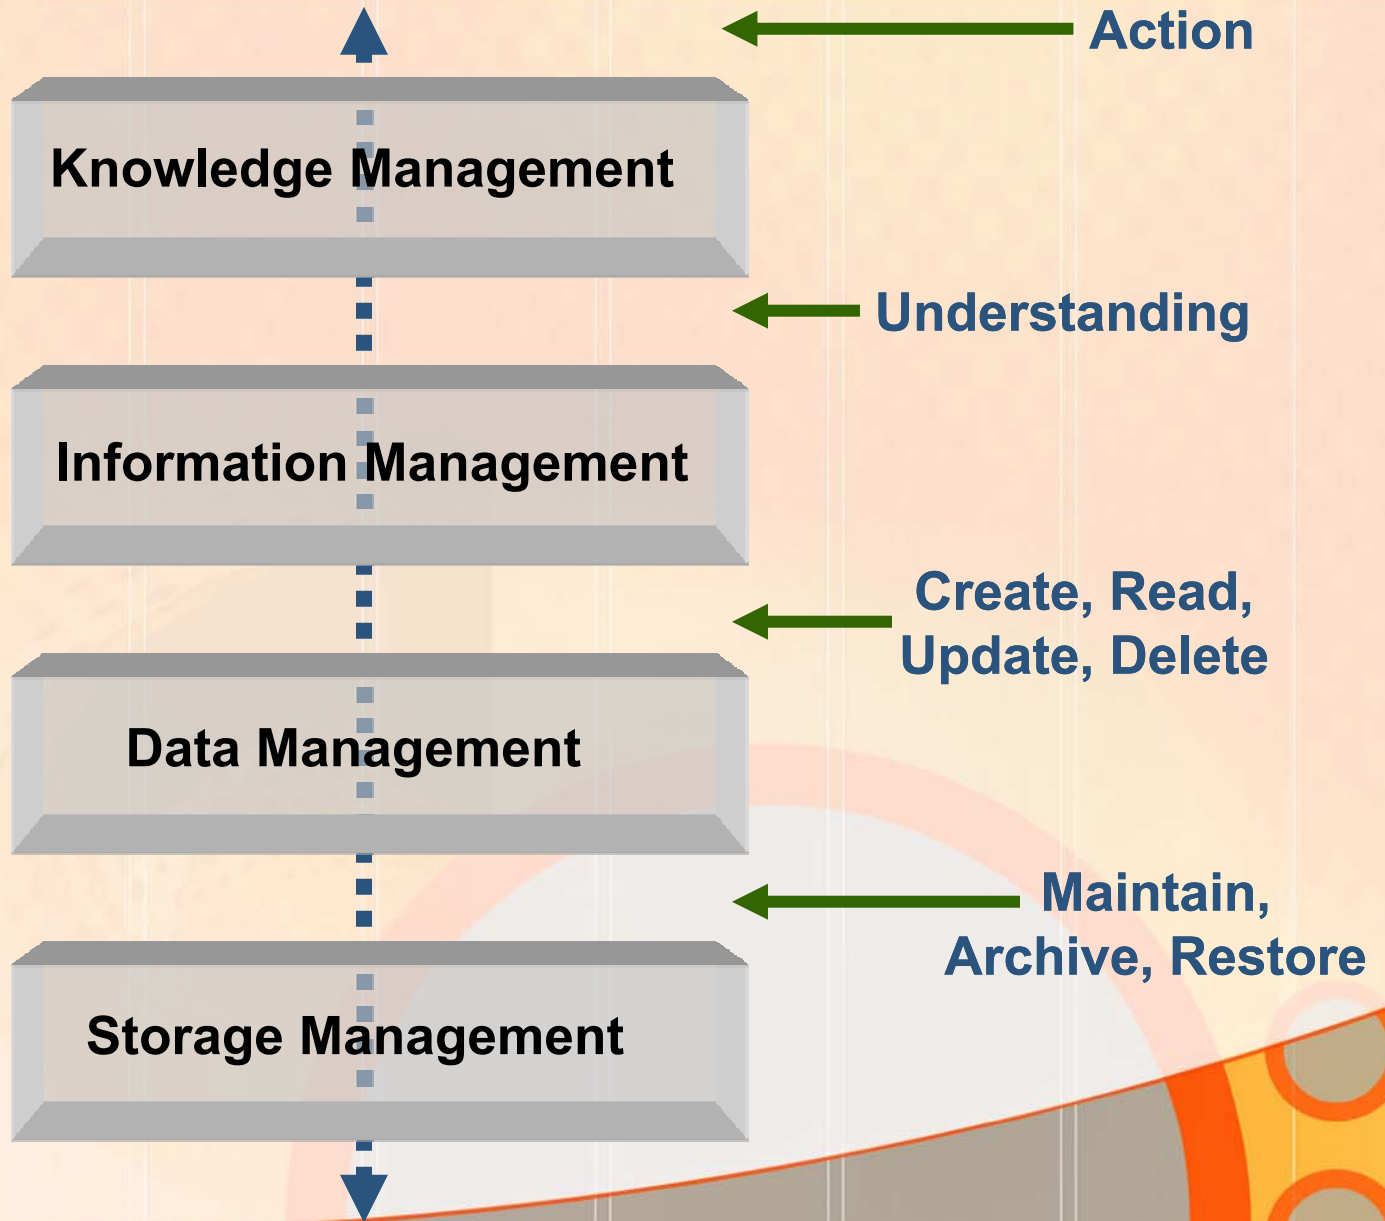 Action
Knowledge Management
Understanding
Information Management
Create, Read,
Update, Delete
Data Management
Maintain,
Archive, Restore
Storage Management